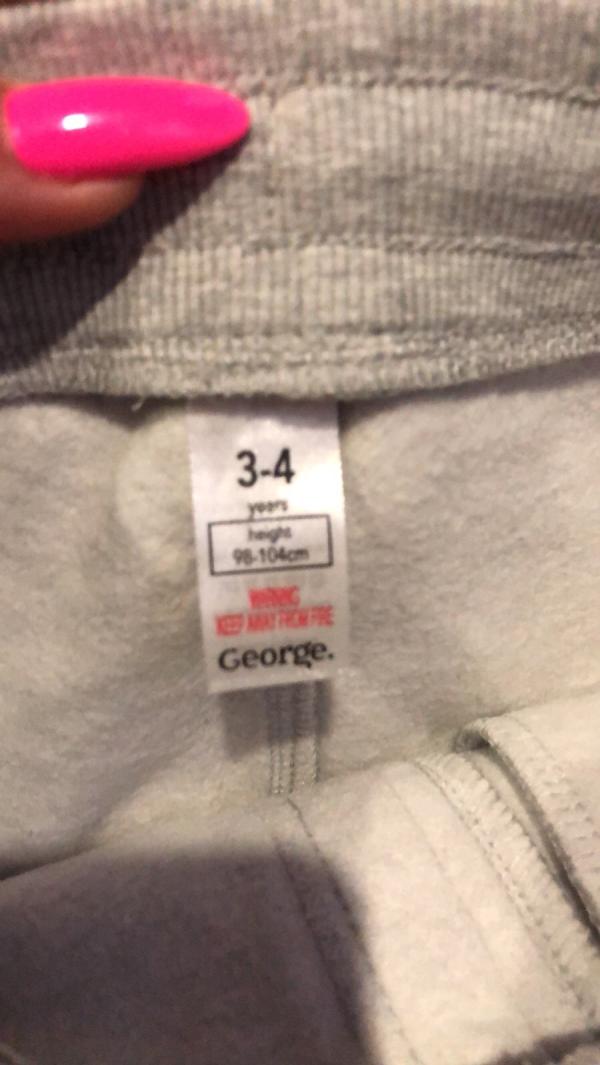 3-4
years
height
98-104cm
WARNING
KEEP AWAY FROM FIRE
George.